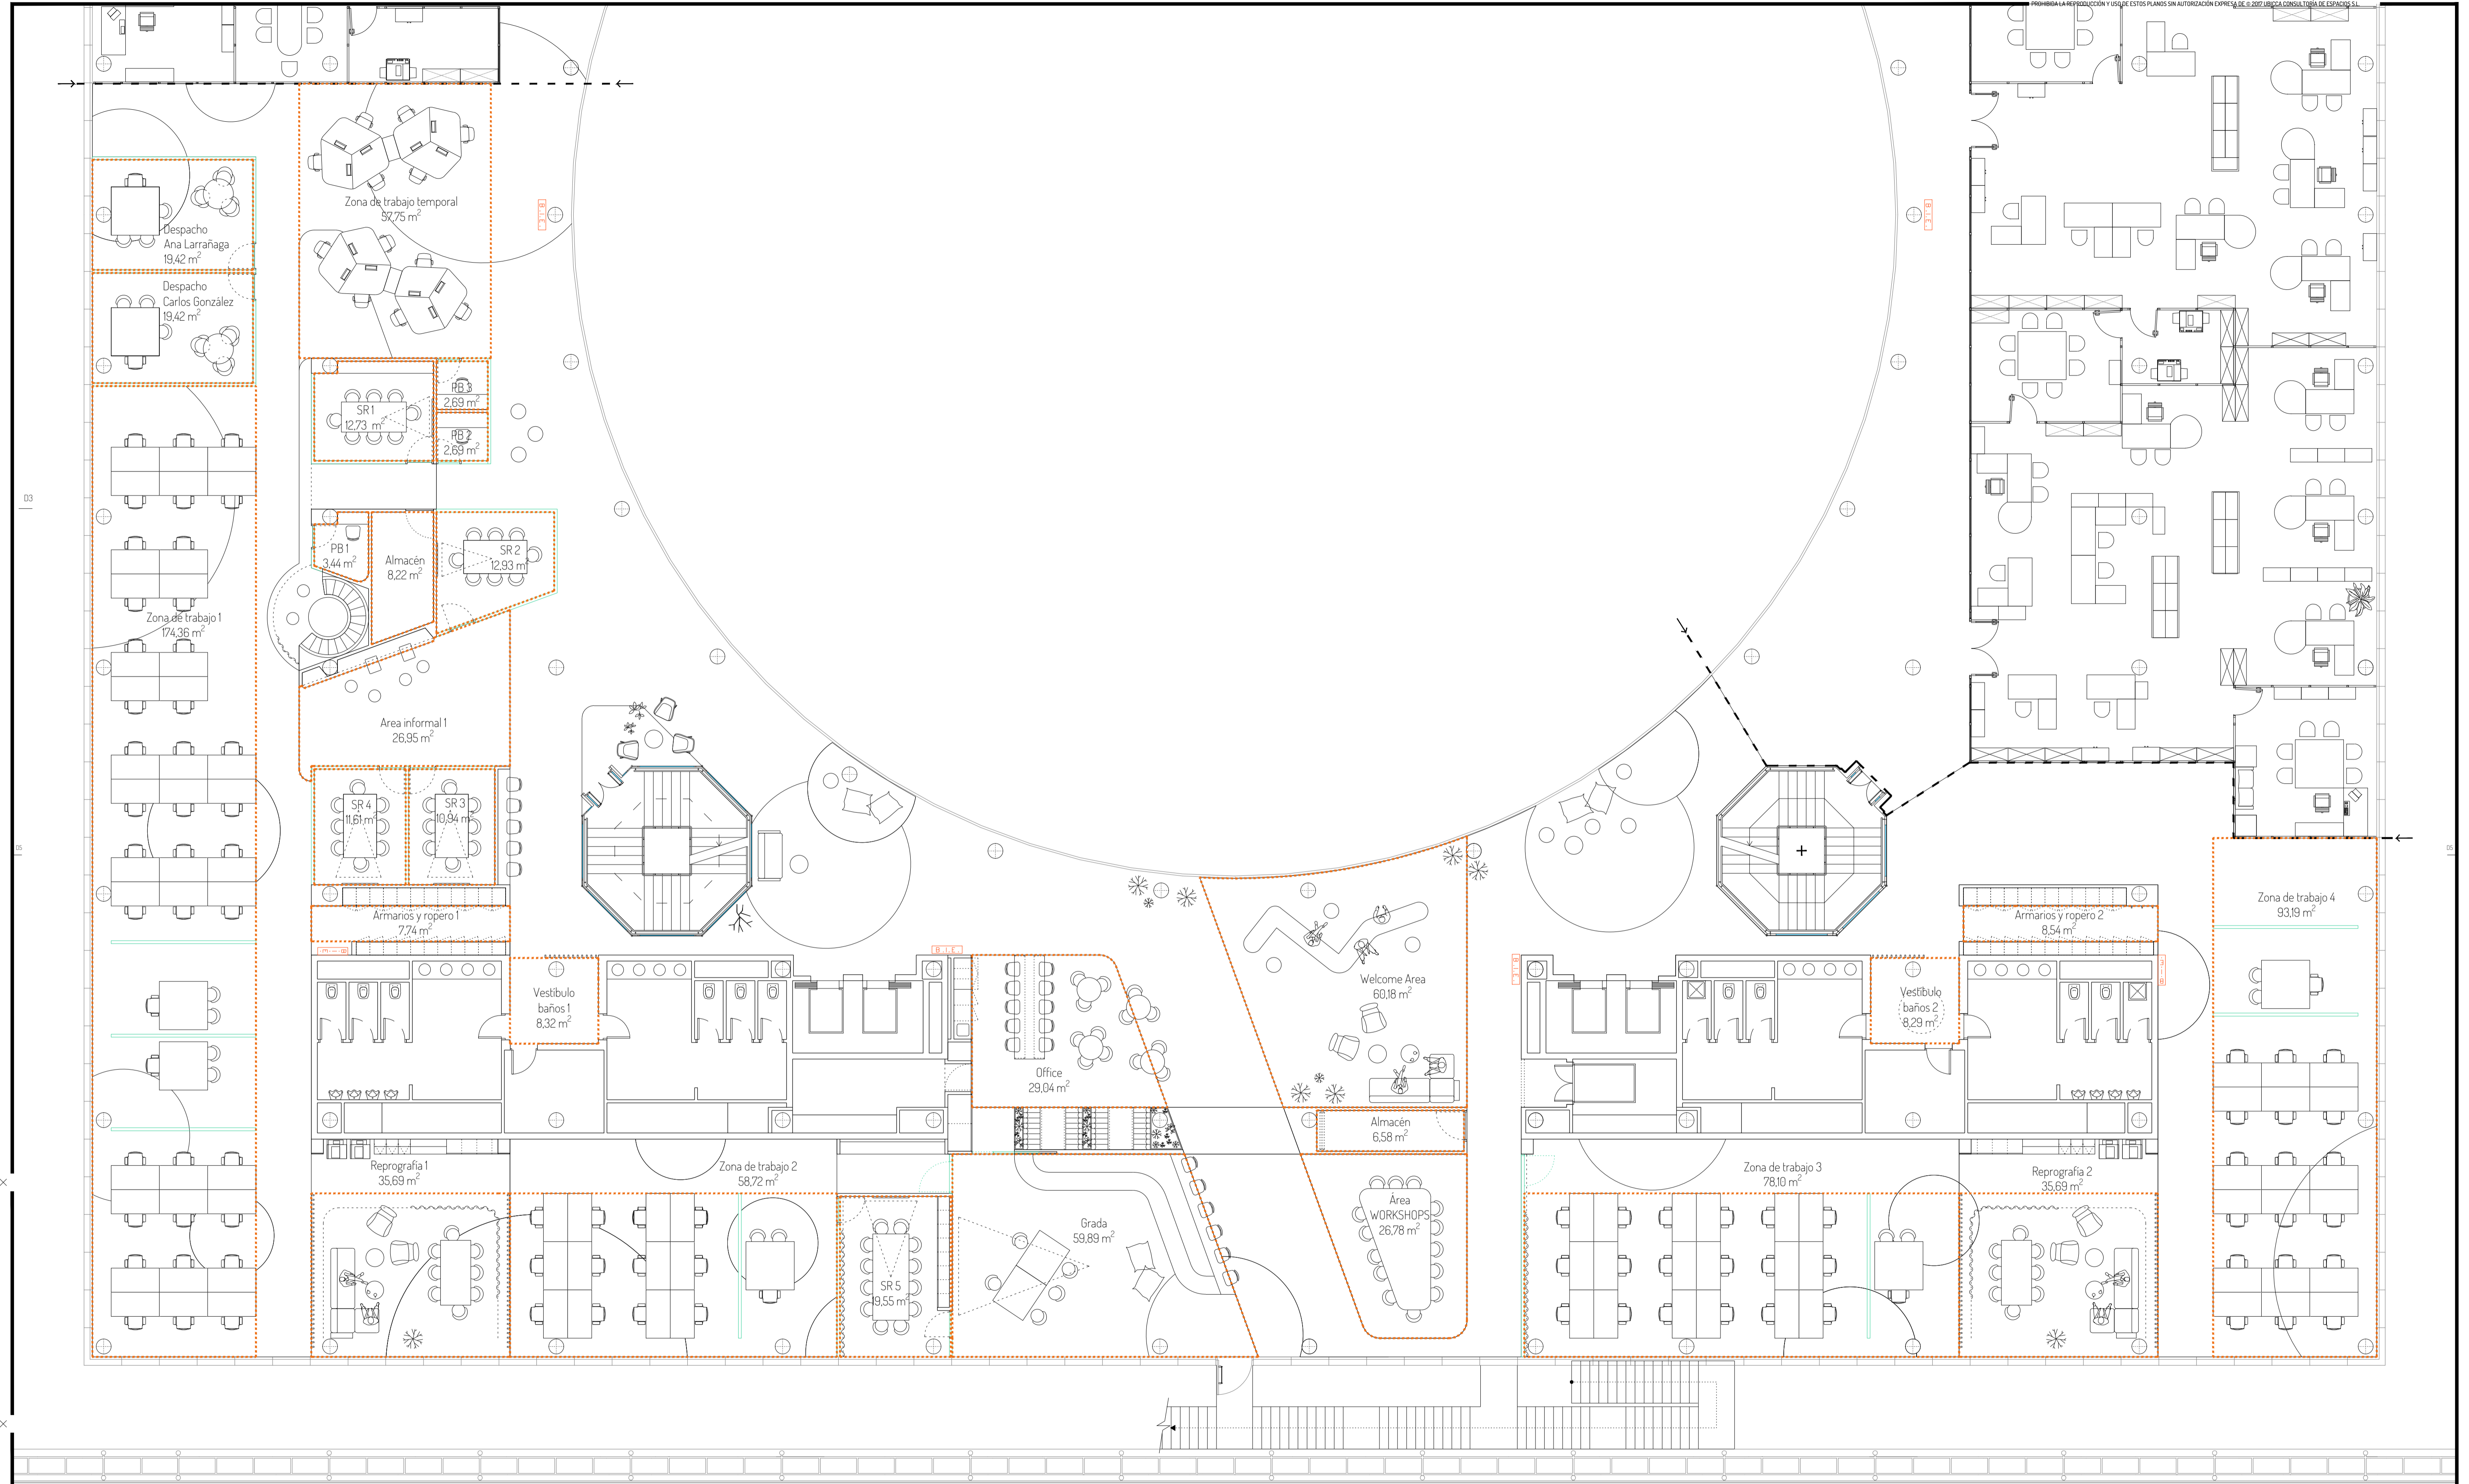 PROHIBIDA LA REPRODUCCIÓN Y USO DE ESTOS PLANOS SIN AUTORIZACIÓN EXPRESA DE © 2017 UBICCA CONSULTORÍA DE ESPACIOS S.L.
Zona de trabajo temporal
57,75 m²
B.I.E.
B.I.E.
Despacho
Ana Larrañaga
19,42 m²
Despacho
Carlos González
19,42 m²
PB 3
2,69 m²
SR 1
12,73 m²
PB 2
2,69 m²
D3
PB 1
3,44 m²
Almacén
8,22 m²
SR 2
12,93 m²
Zona de trabajo 1
174,36 m²
Area informal 1
26,95 m²
SR 4
11,61 m²
SR 3
10,94 m²
D5
D5
Armarios y ropero 1
7,74 m²
Zona de trabajo 4
93,19 m²
Armarios y ropero 2
8,54 m²
B.I.E.
B.I.E.
B.I.E.
B.I.E.
Vestíbulo
baños 1
8,32 m²
Welcome Area
60,18 m²
Vestíbulo
baños 2
8,29 m²
Office
29,04 m²
Almacén
6,58 m²
Reprografía 1
35,69 m²
Zona de trabajo 2
58,72 m²
Zona de trabajo 3
78,10 m²
Reprografía 2
35,69 m²
Área
WORKSHOPS
26,78 m²
Grada
59,89 m²
SR 5
19,55 m²